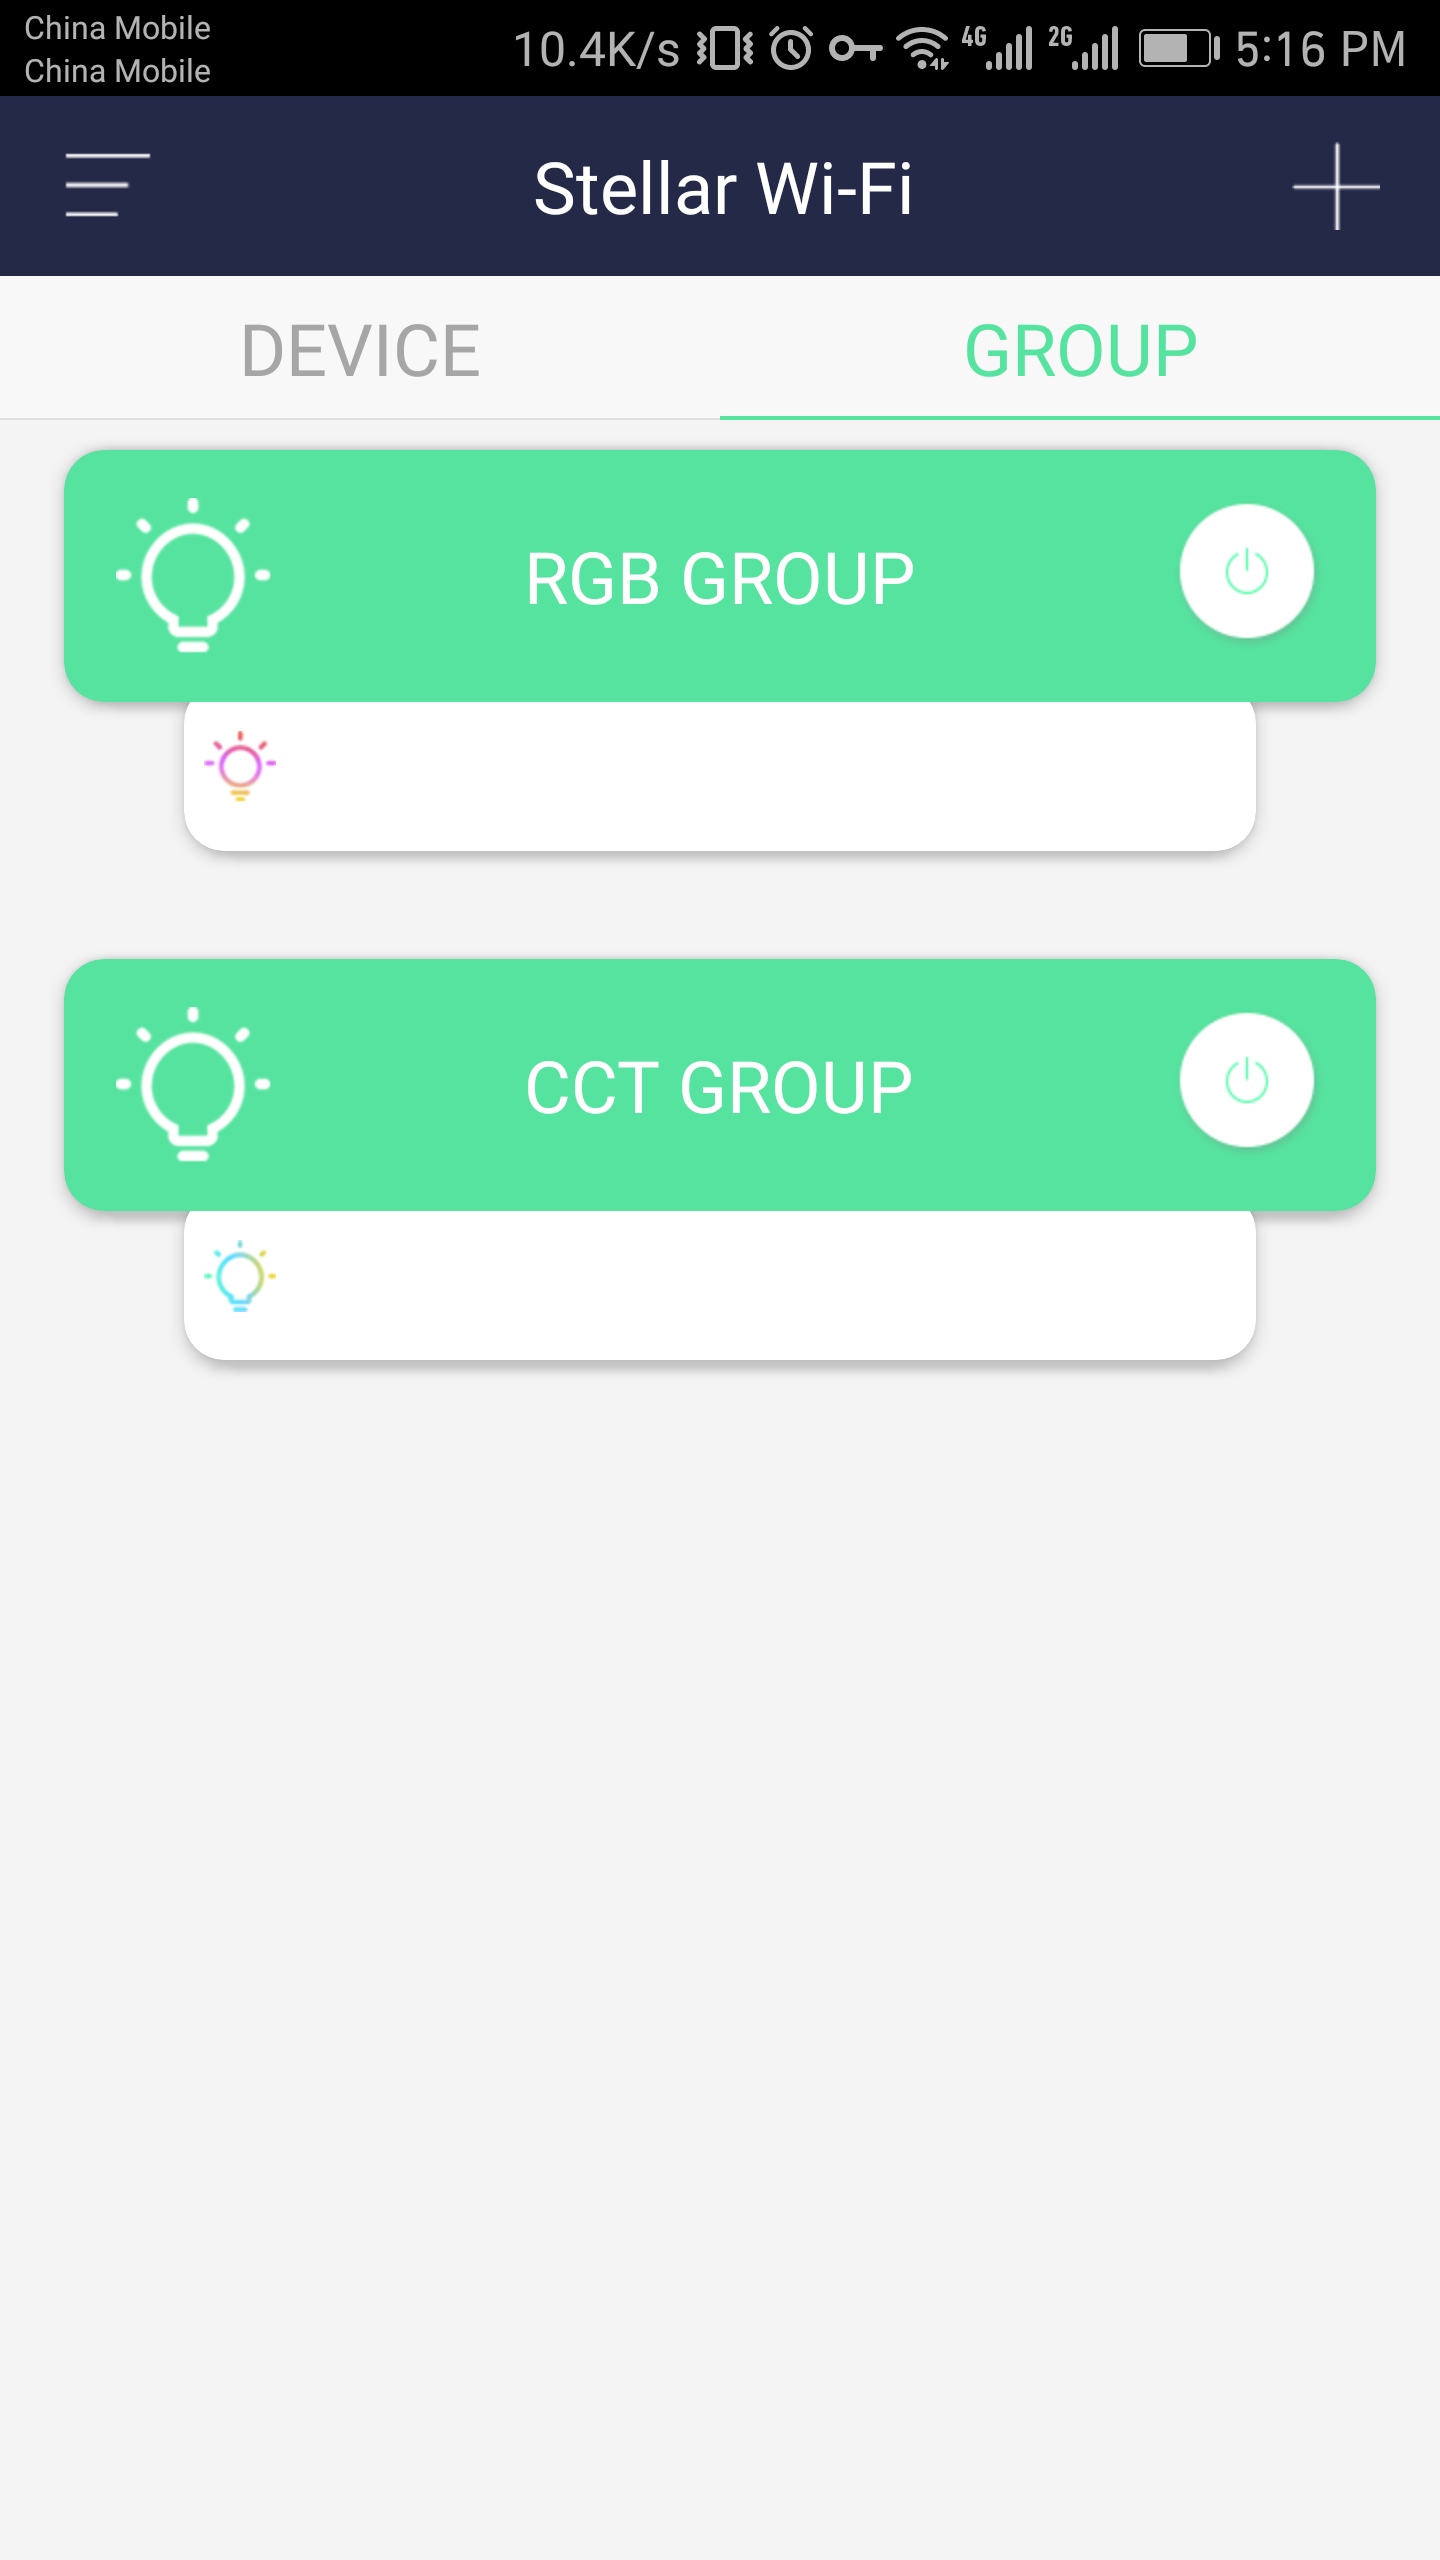 China Mobile
China Mobile
10.4K/s 4G 2G 5:16 PM
Stellar Wi-Fi
DEVICE GROUP
RGB GROUP
CCT GROUP